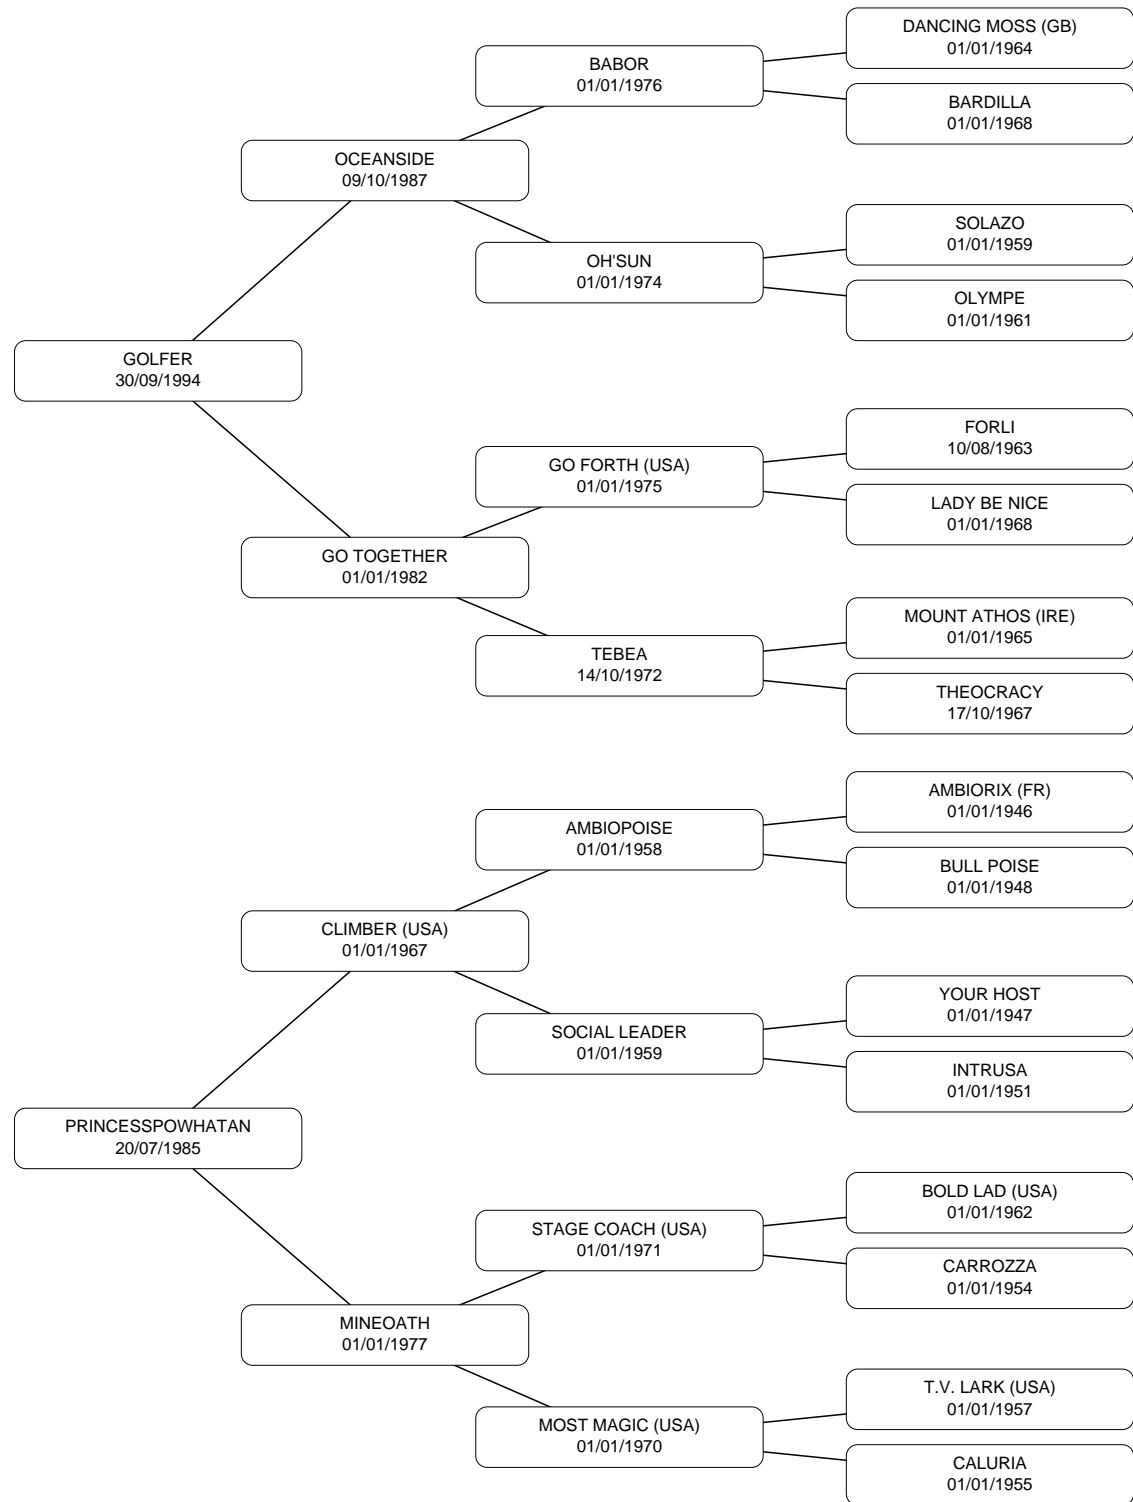 DANCING MOSS (GB)
01/01/1964
BABOR
01/01/1976
BARDILLA
01/01/1968
OCEANSIDE
09/10/1987
SOLAZO
01/01/1959
OH'SUN
01/01/1974
OLYMPE
01/01/1961
GOLFER
30/09/1994
FORLI
10/08/1963
GO FORTH (USA)
01/01/1975
LADY BE NICE
01/01/1968
GO TOGETHER
01/01/1982
MOUNT ATHOS (IRE)
01/01/1965
TEBEA
14/10/1972
THEOCRACY
17/10/1967
AMBIORIX (FR)
01/01/1946
AMBIOPOISE
01/01/1958
BULL POISE
01/01/1948
CLIMBER (USA)
01/01/1967
YOUR HOST
01/01/1947
SOCIAL LEADER
01/01/1959
INTRUSA
01/01/1951
PRINCESSPOWHATAN
20/07/1985
BOLD LAD (USA)
01/01/1962
STAGE COACH (USA)
01/01/1971
CARROZZA
01/01/1954
MINEOATH
01/01/1977
T.V. LARK (USA)
01/01/1957
MOST MAGIC (USA)
01/01/1970
CALURIA
01/01/1955